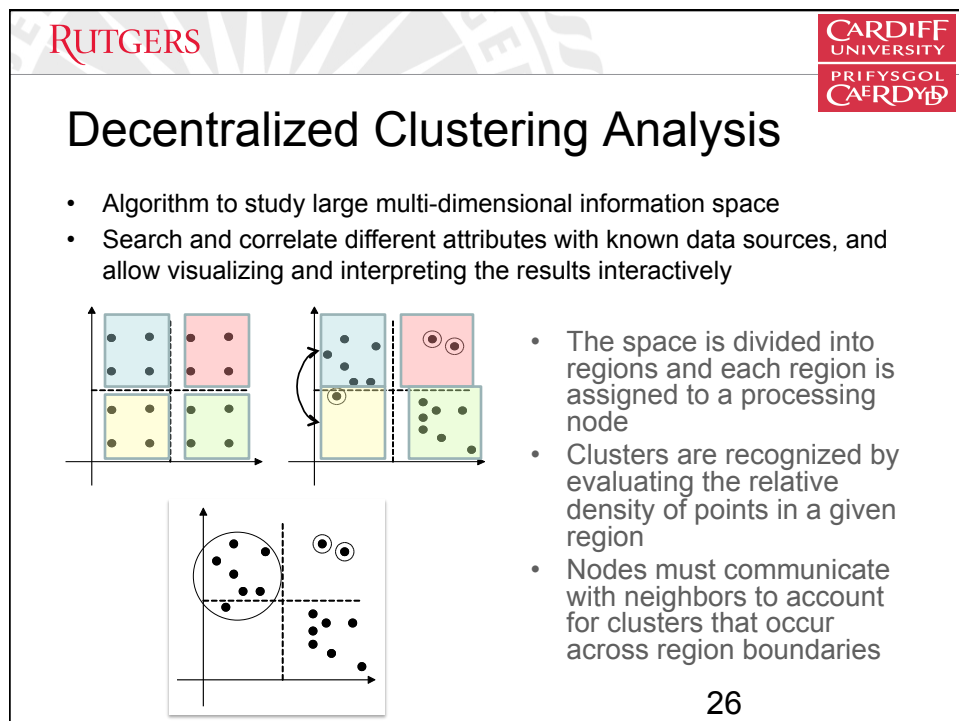 RUTGERS
CARDIFF
UNIVERSITY
PRIFYSGOL
CAERDYDD
Decentralized Clustering Analysis
• Algorithm to study large multi-dimensional information space
• Search and correlate different attributes with known data sources, and
allow visualizing and interpreting the results interactively
• The space is divided into
regions and each region is
assigned to a processing
node
• Clusters are recognized by
evaluating the relative
density of points in a given
region
• Nodes must communicate
with neighbors to account
for clusters that occur
across region boundaries
26